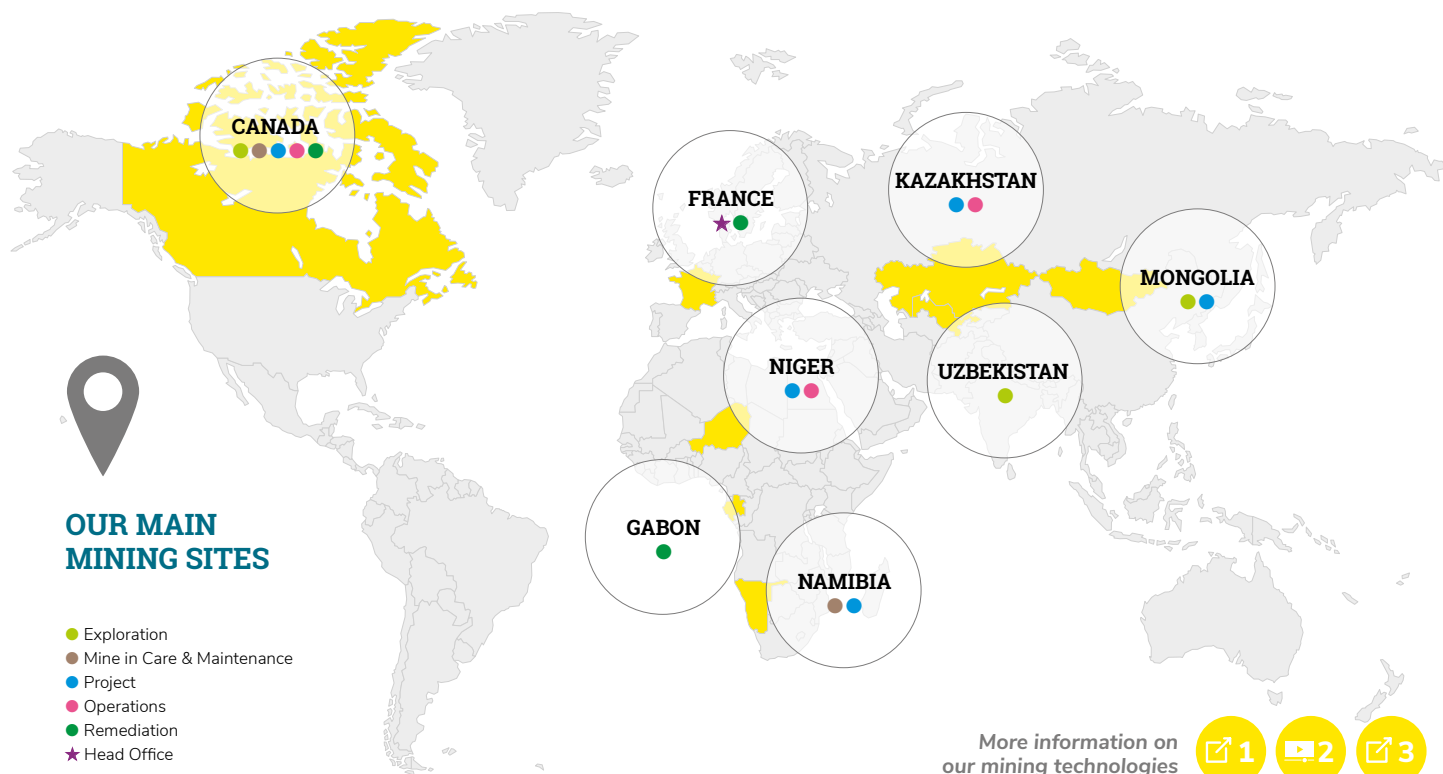 CANADA
FRANCE
KAZAKHSTAN
MONGOLIA
NIGER
UZBEKISTAN
GABON
NAMIBIA
OUR MAIN
MINING SITES
Exploration
Mine in Care & Maintenance
Project
Operations
Remediation
Head Office
More information on
our mining technologies
1
2
3